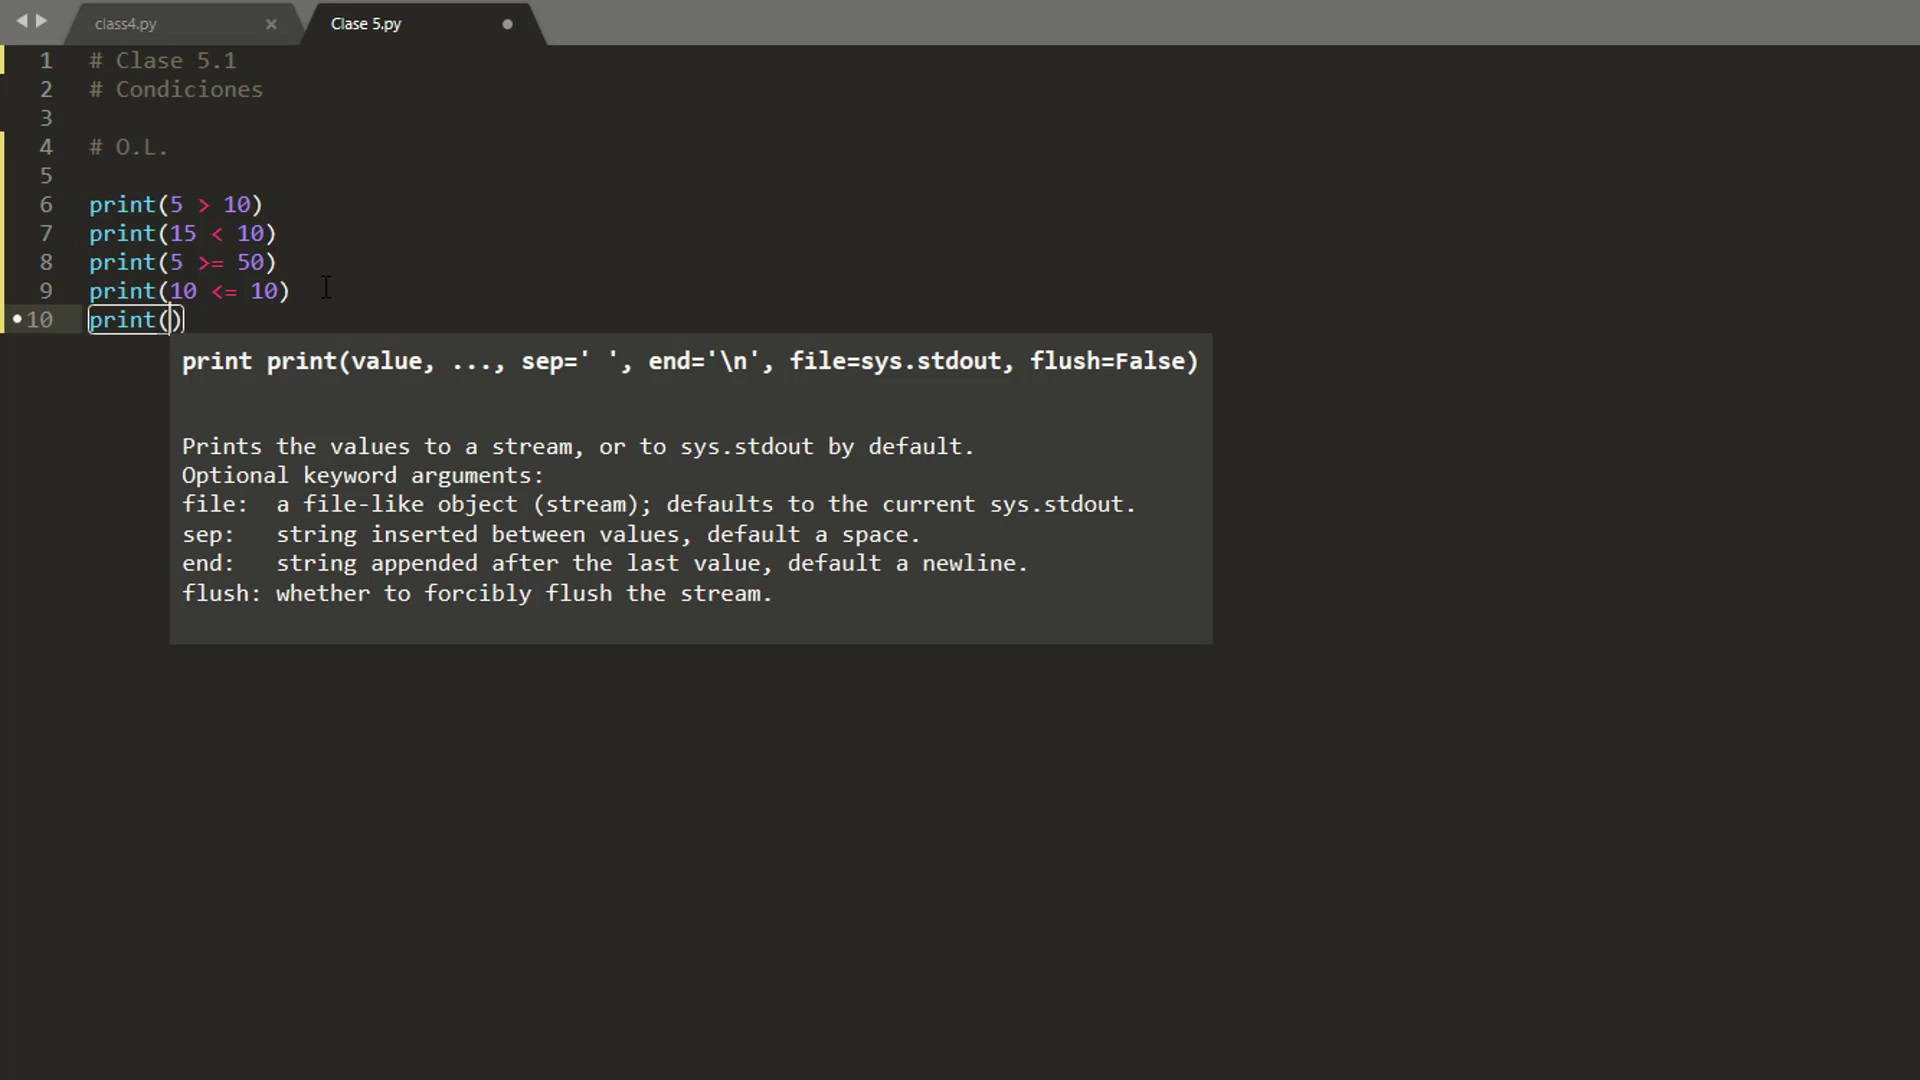 class4.py
Clase 5.py
1 # Clase 5.1
2 # Condiciones
3
4 # O.L.
5
6 print(5 > 10)
7 print(15 < 10)
8 print(5 >= 50)
9 print(10 <= 10)
10 print()
print print(value, ..., sep=' ', end='\n', file=sys.stdout, flush=False)
Prints the values to a stream, or to sys.stdout by default.
Optional keyword arguments:
file:  a file-like object (stream); defaults to the current sys.stdout.
sep:   string inserted between values, default a space.
end:   string appended after the last value, default a newline.
flush: whether to forcibly flush the stream.